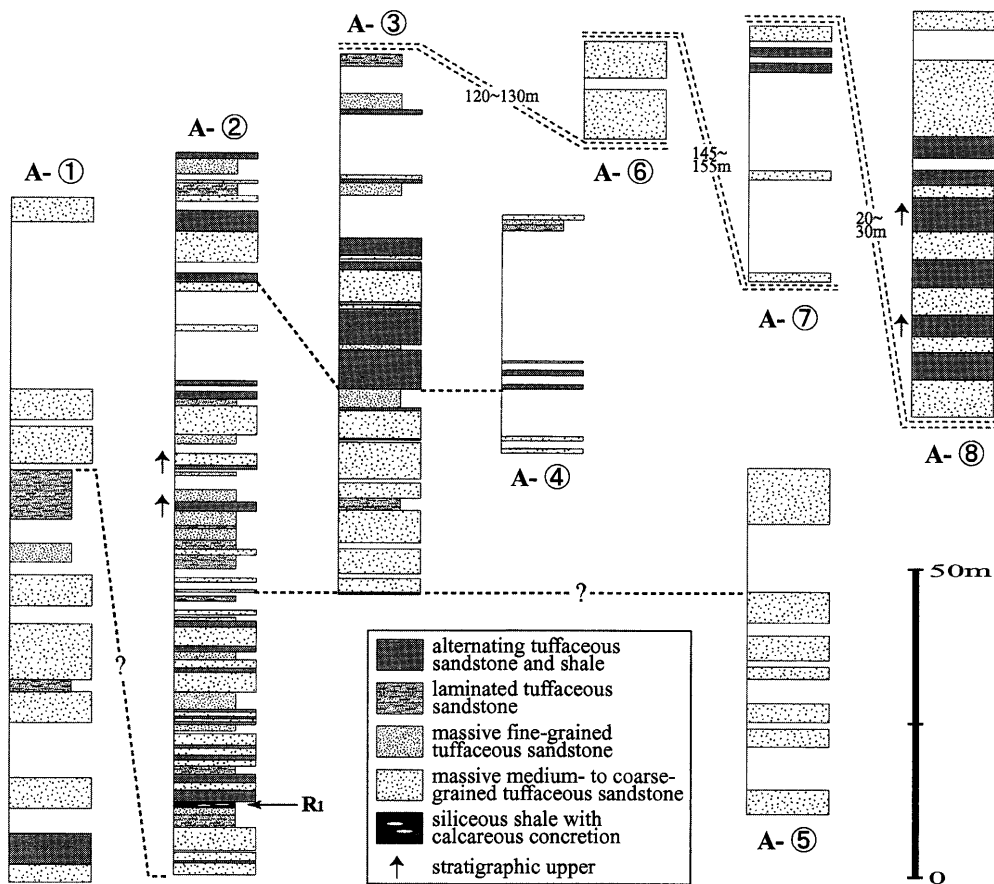 A- ③
A- ②
A- ①
120~130m
A- ⑥
145~
155m
A- ⑦
20~
30m
A- ④
A- ⑧
?
?
R1
50m
alternating tuffaceous
sandstone and shale
laminated tuffaceous
sandstone
massive fine-grained
tuffaceous sandstone
massive medium- to coarse-
grained tuffaceous sandstone
siliceous shale with
calcareous concretion
stratigraphic upper
A- ⑤
0